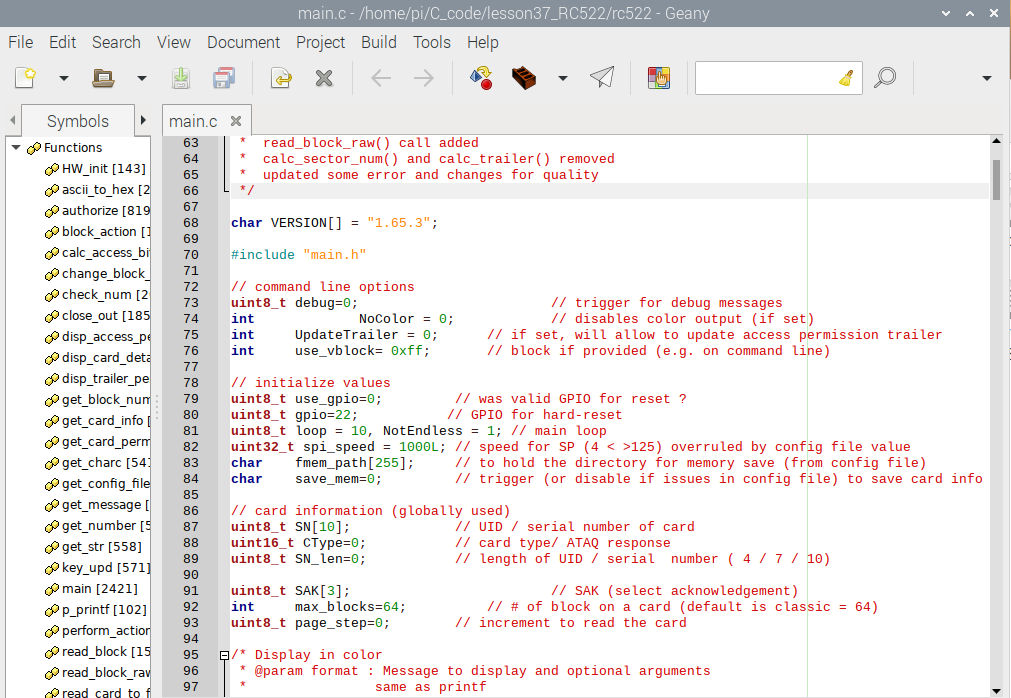 main.c - /home/pi/C_code/lesson37_RC522/rc522 - Geany
File Edit Search View Document Project Build Tools Help
Symbols
main.c
Functions
HW_init [143]
ascii_to_hex [2
authorize [819
block_action [1
calc_access_bi
change_block_
check_num [2
close_out [185
disp_access_pe
disp_card_deta
disp_trailer_pe
get_block_num
get_card_info [
get_card_perm
get_charc [541
get_config_file
get_message [
get_number [5
get_str [558]
key_upd [571]
main [2421]
p_printf [102]
perform_action
read_block [15
read_block_raw
read_card_to_f
63 * read_block_raw() call added
64 * calc_sector_num() and calc_trailer() removed
65 * updated some error and changes for quality
66 */
67
68 char VERSION[] = "1.65.3";
69
70 #include "main.h"
71
72 // command line options
73 uint8_t debug=0; // trigger for debug messages
74 int NoColor = 0; // disables color output (if set)
75 int UpdateTrailer = 0; // if set, will allow to update access permission trailer
76 int use_vblock= 0xff; // block if provided (e.g. on command line)
77
78 // initialize values
79 uint8_t use_gpio=0; // was valid GPIO for reset ?
80 uint8_t gpio=22; // GPIO for hard-reset
81 uint8_t loop = 10, NotEndless = 1; // main loop
82 uint32_t spi_speed = 1000L; // speed for SP (4 < >125) overruled by config file value
83 char fmem_path[255]; // to hold the directory for memory save (from config file)
84 char save_mem=0; // trigger (or disable if issues in config file) to save card info
85
86 // card information (globally used)
87 uint8_t SN[10]; // UID / serial number of card
88 uint16_t CType=0; // card type/ ATAQ response
89 uint8_t SN_len=0; // length of UID / serial number ( 4 / 7 / 10)
90
91 uint8_t SAK[3]; // SAK (select acknowledgement)
92 int max_blocks=64; // # of block on a card (default is classic = 64)
93 uint8_t page_step=0; // increment to read the card
94
95 /* Display in color
96 * @param format : Message to display and optional arguments
97 * same as printf